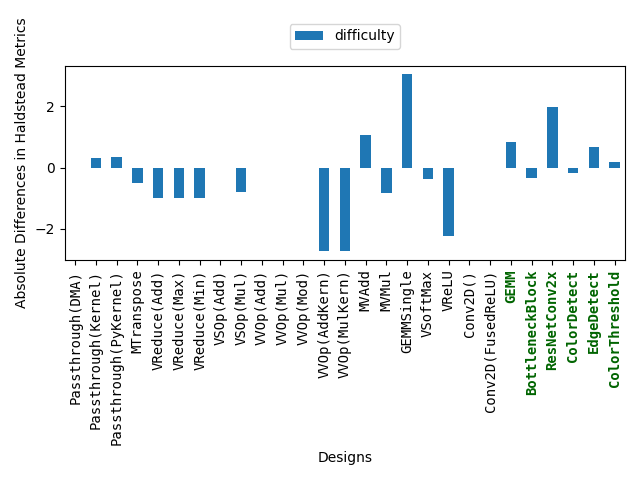 difficulty
Absolute Differences in Haldstead Metrics
2
0
−2
Passthrough(DMA)
Passthrough(Kernel)
Passthrough(PyKernel)
MTranspose
VReduce(Add)
VReduce(Max)
VReduce(Min)
VSOp(Add)
VSOp(Mul)
VVOp(Add)
VVOp(Mul)
VVOp(Mod)
VVOp(AddKern)
VVOp(MulKern)
MVAdd
MVMul
GEMMSingle
VSoftMax
VReLU
Conv2D()
Conv2D(FusedReLU)
GEMM
BottleneckBlock
ResNetConv2x
ColorDetect
EdgeDetect
ColorThreshold
Designs